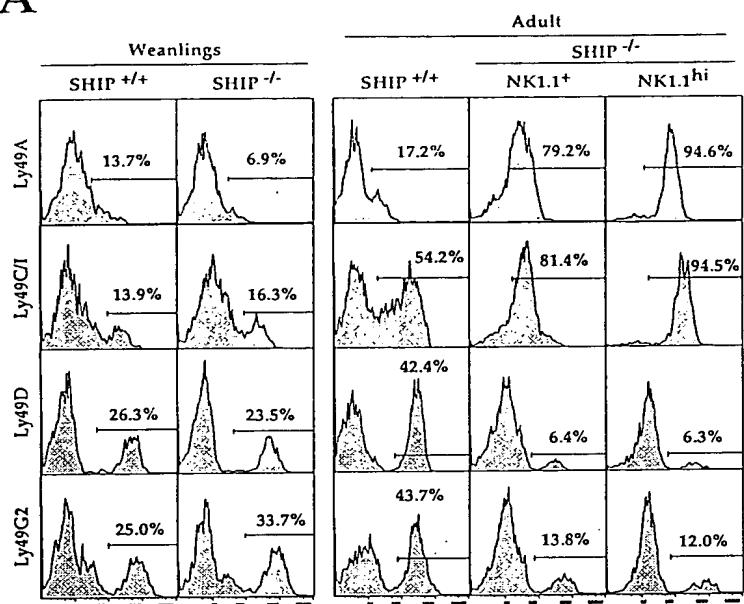 A
Adult
Weanlings
SHIP -/-
SHIP +/+
SHIP -/-
SHIP +/+
NK1.1+
NK1.1hi
Ly49A
13.7%
6.9%
17.2%
79.2%
94.6%
Ly49C/I
13.9%
16.3%
54.2%
81.4%
94.5%
Ly49D
26.3%
23.5%
42.4%
6.4%
6.3%
Ly49G2
25.0%
33.7%
43.7%
13.8%
12.0%